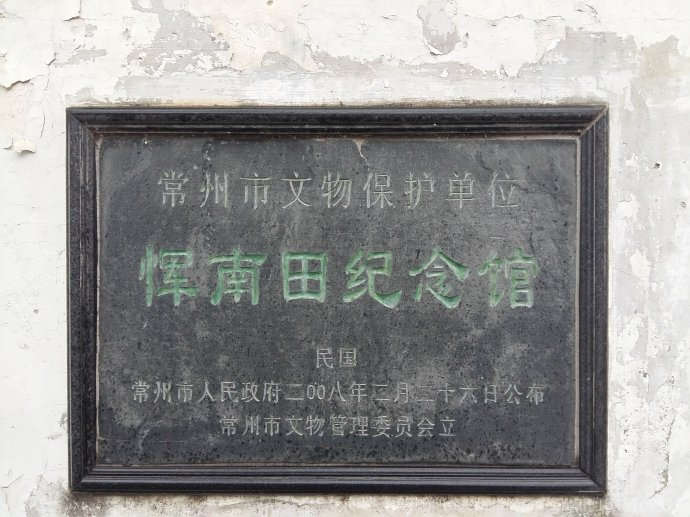 常州市文物保护单位
恽南田纪念馆
民国
常州市人民政府二〇〇八年二月二十六日公布
常州市文物管理委员会立